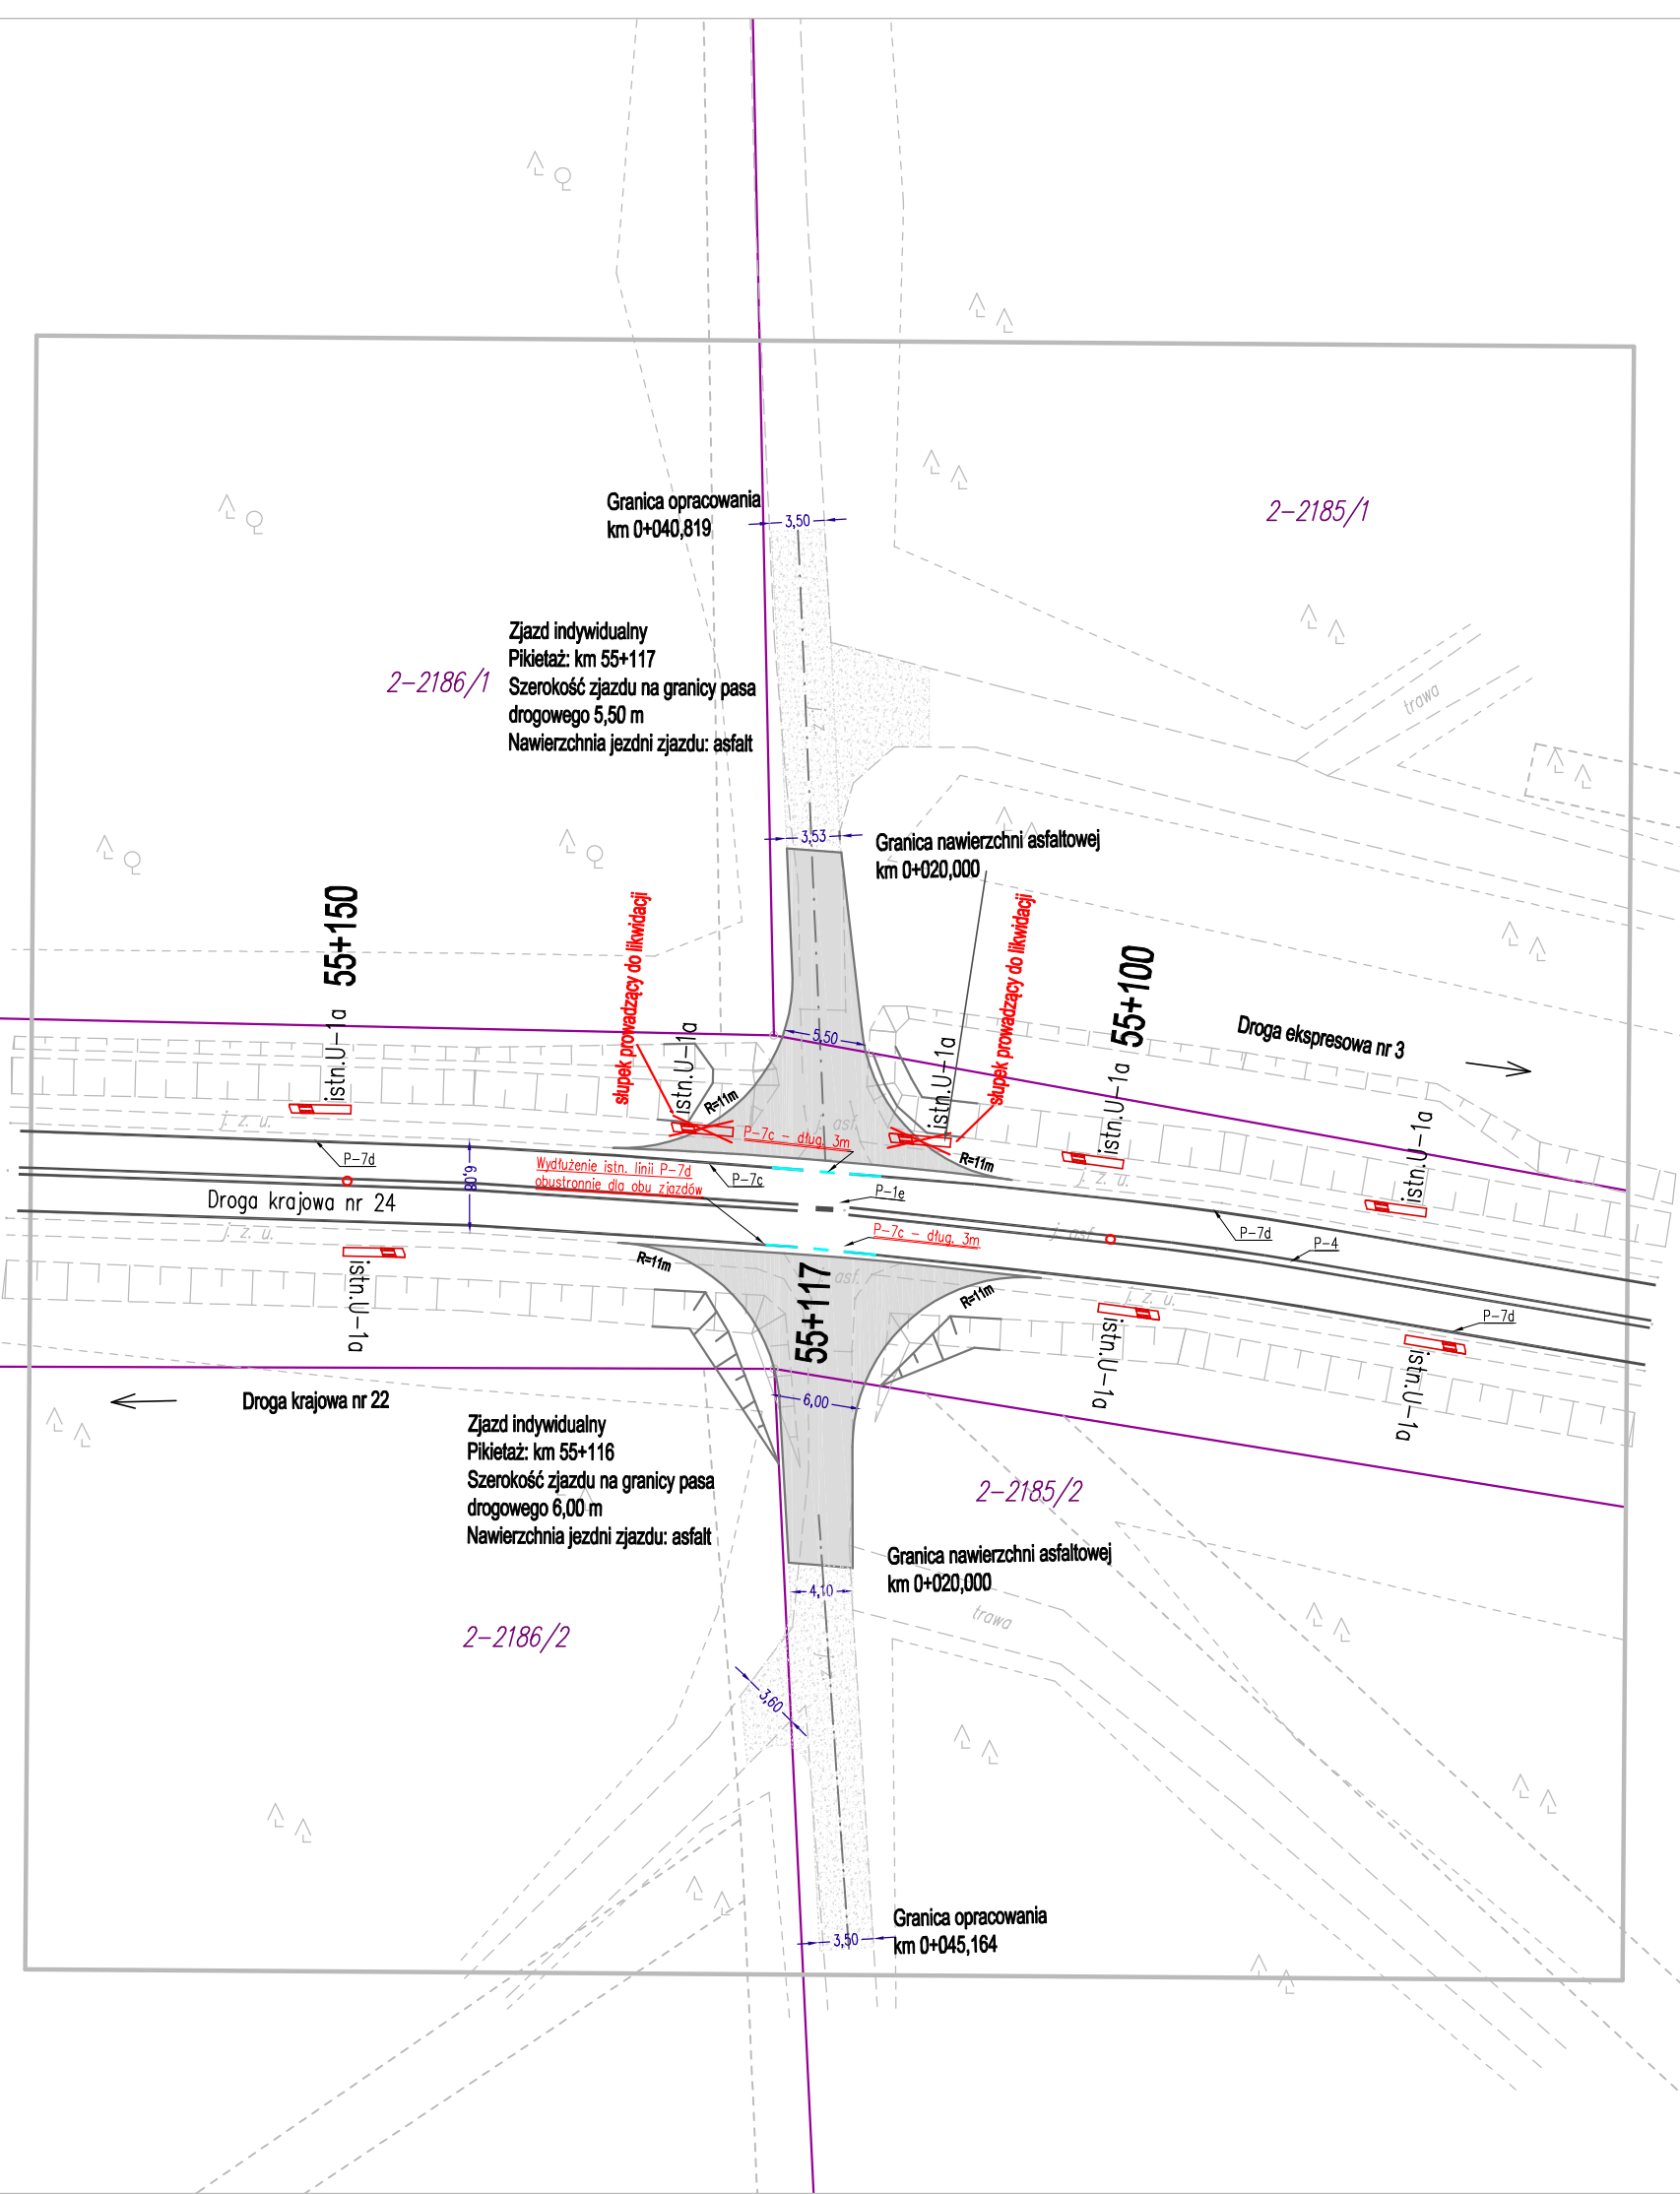 Granica opracowania
km 0+040,819
3,50
2-2185/1
Zjazd indywidualny
Pikietaż: km 55+117
Szerokość zjazdu na granicy pasa
drogowego 5,50 m
Nawierzchnia jezdni zjazdu: asfalt
2-2186/1
trawa
3,53
Granica nawierzchni asfaltowej
km 0+020,000
55+150
słupek prowadzący do likwidacji
słupek prowadzący do likwidacji
55+100
Droga ekspresowa nr 3
istn.U-1a
istn.U-1a
5,50
istn.U-1a
istn.U-1a
istn.U-1a
R=11m
j. z. u.
asf.
P-7c - dług. 3m
R=11m
j. z. u.
P-7d
6,08
Wydłużenie istn. linii P-7d
obustronnie dla obu zjazdów
P-7c
P-1e
Droga krajowa nr 24
j. z. u.
P-7c - dług. 3m
j. asf.
P-7d
P-4
R=11m
asf.
55+117
R=11m
j. z. u.
P-7d
istn.U-1a
istn.U-1a
istn.U-1a
Droga krajowa nr 22
6,00
Zjazd indywidualny
Pikietaż: km 55+116
Szerokość zjazdu na granicy pasa
drogowego 6,00 m
Nawierzchnia jezdni zjazdu: asfalt
2-2185/2
Granica nawierzchni asfaltowej
km 0+020,000
4,10
trawa
2-2186/2
3,60
Granica opracowania
km 0+045,164
3,50